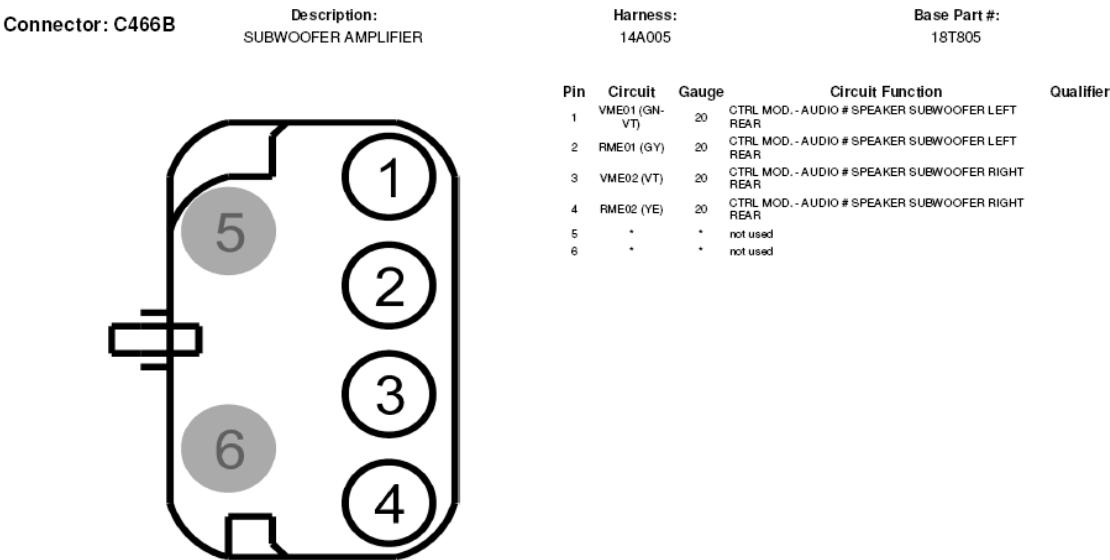 Connector: C466B
Description:
SUBWOOFER AMPLIFIER
Harness:
14A005
Base Part #:
18T805
Pin Circuit Gauge Circuit Function Qualifier
1 VME01 (GN-VT) 20 CTRL MOD. - AUDIO # SPEAKER SUBWOOFER LEFT REAR
2 RME01 (GY) 20 CTRL MOD. - AUDIO # SPEAKER SUBWOOFER LEFT REAR
3 VME02 (VT) 20 CTRL MOD. - AUDIO # SPEAKER SUBWOOFER RIGHT REAR
4 RME02 (YE) 20 CTRL MOD. - AUDIO # SPEAKER SUBWOOFER RIGHT REAR
5 * * not used
6 * * not used
1
5
2
3
6
4